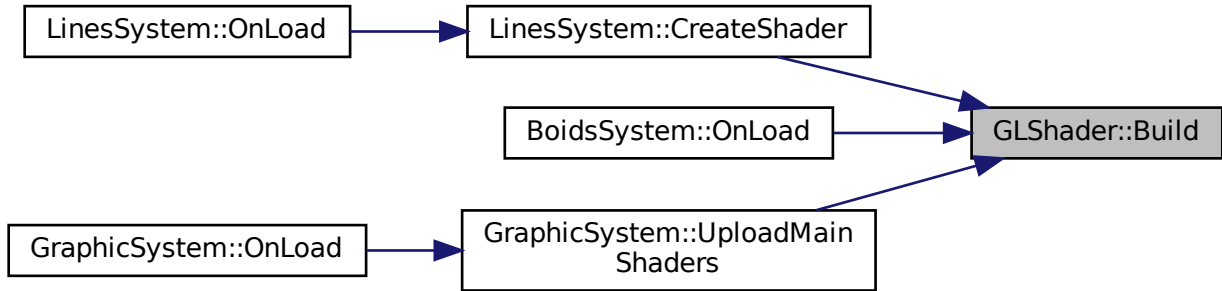 LinesSystem::OnLoad
LinesSystem::CreateShader
BoidsSystem::OnLoad
GLShader::Build
GraphicSystem::OnLoad
GraphicSystem::UploadMain
Shaders